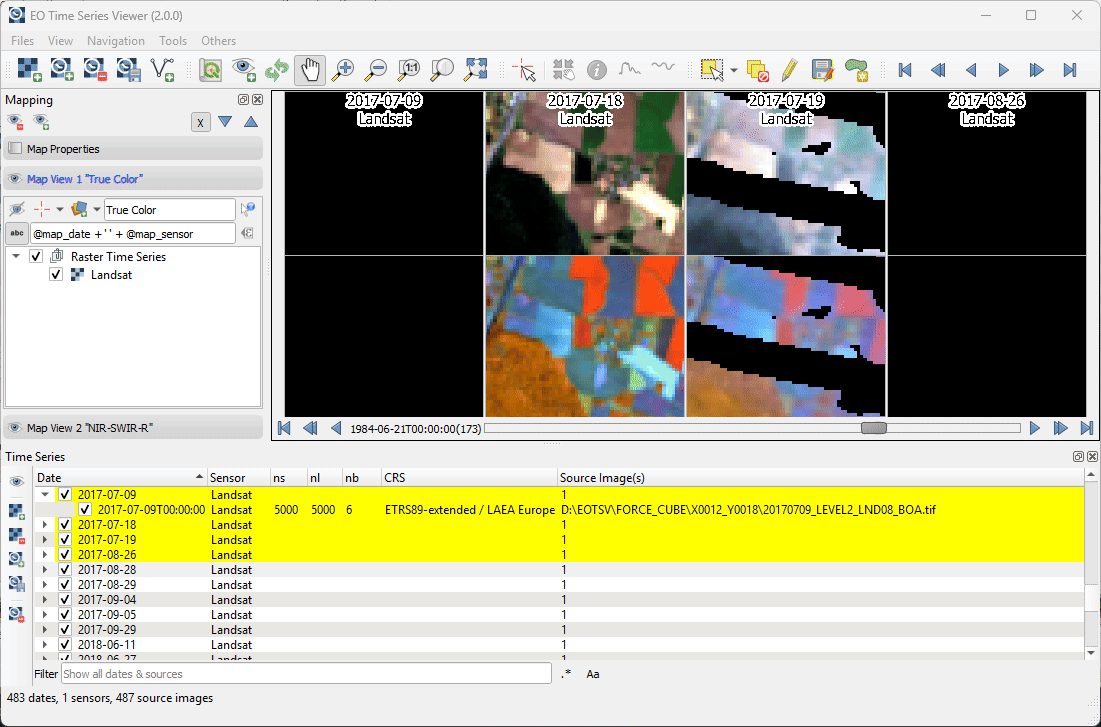 EO Time Series Viewer (2.0.0)
Files View Navigation Tools Others
1:1
Mapping
x
Map Properties
Map View 1 "True Color"
True Color
abc @map_date +' ' + @map_sensor
Raster Time Series
Landsat
Map View 2 "NIR-SWIR-R"
2017-07-09 2017-07-18 2017-07-19 2017-08-26
Landsat Landsat Landsat Landsat
1984-06-21T00:00:00(173)
Time Series
Date Sensor ns nl nb CRS Source Image(s)
2017-07-09 Landsat 1
2017-07-09T00:00:00 Landsat 5000 5000 6 ETRS89-extended / LAEA Europe D:\EOTSV\FORCE_CUBE\X0012_Y0018\20170709_LEVEL2_LND08_BOA.tif
2017-07-18 Landsat 1
2017-07-19 Landsat 1
2017-08-26 Landsat 1
2017-08-28 Landsat 1
2017-08-29 Landsat 1
2017-09-04 Landsat 1
2017-09-05 Landsat 1
2017-09-29 Landsat 1
2018-06-11 Landsat 1
2018-06-27 Landsat 1
Filter Show all dates & sources .* Aa
483 dates, 1 sensors, 487 source images